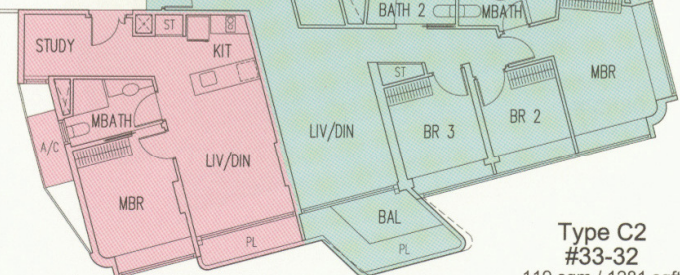 BATH 2
MBATH
ST
STUDY
KIT
MBR
ST
MBATH
LIV/DIN
BR 3
BR 2
A/C
LIV/DIN
MBR
BAL
PL
PL
Type C2
#33-32